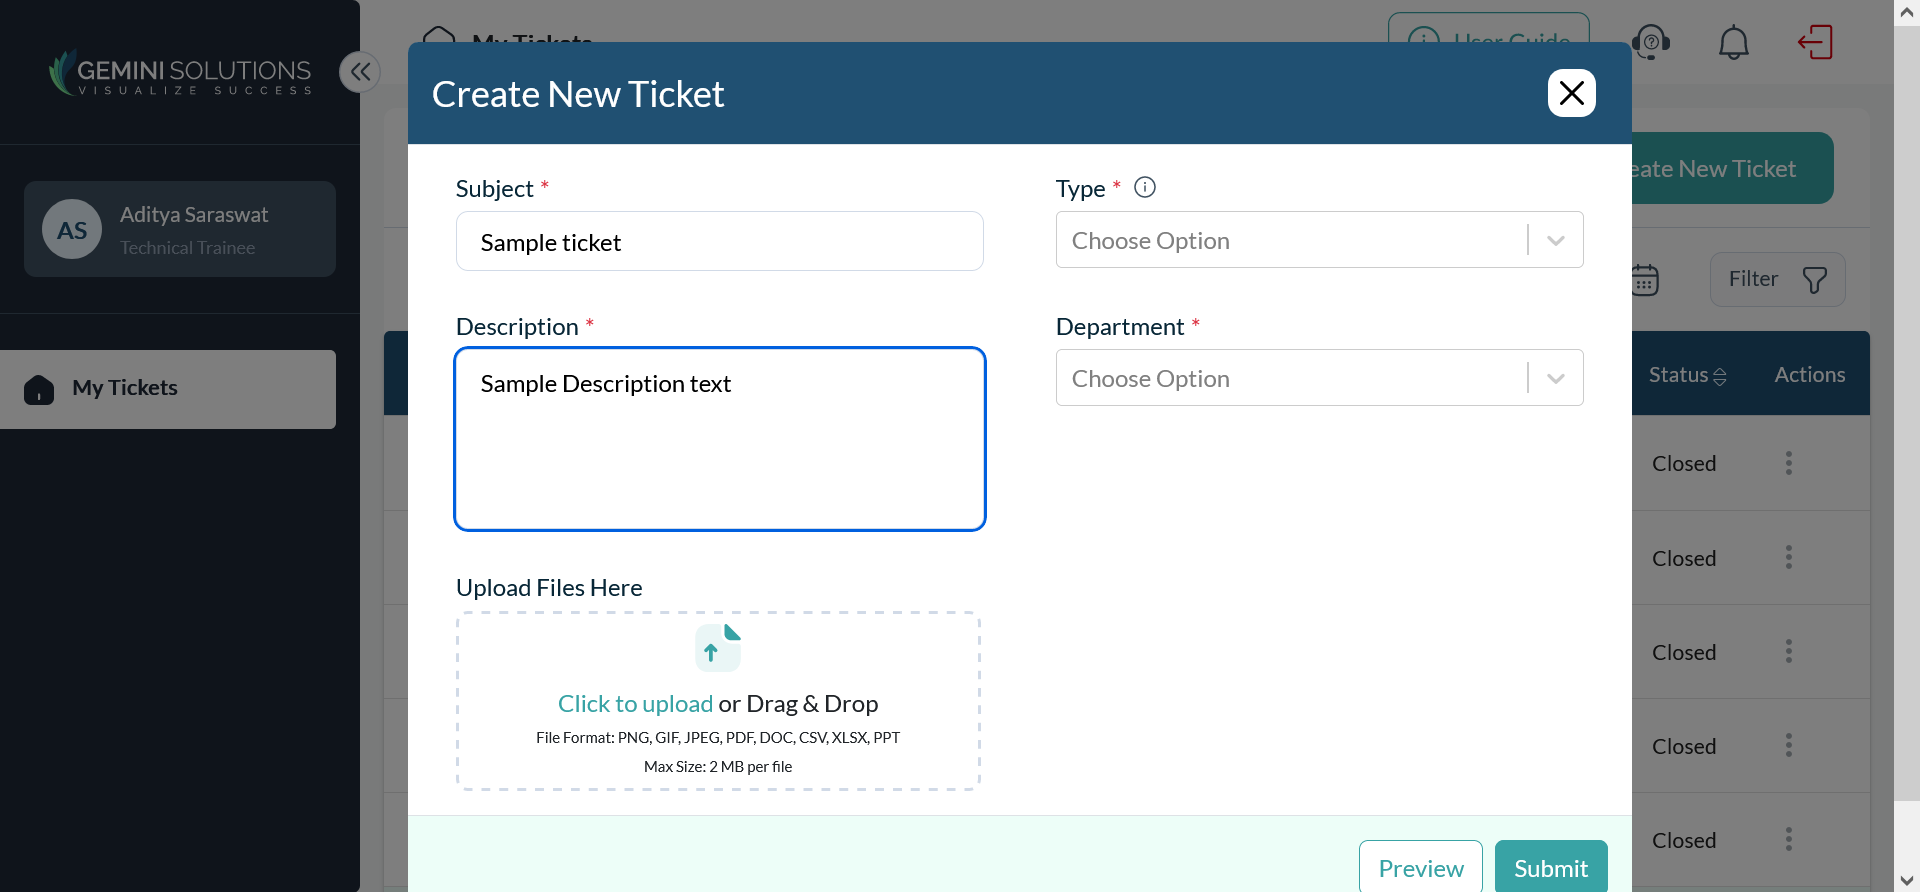 GEMINI SOLUTIONS
VISUALIZE SUCCESS
AS
Aditya Saraswat
Technical Trainee
My Tickets
My Tickets
User Guide
Create New Ticket
Subject *
Sample ticket
Type *
Choose Option
Description *
Sample Description text
Department *
Choose Option
Upload Files Here
Click to upload or Drag & Drop
File Format: PNG, GIF, JPEG, PDF, DOC, CSV, XLSX, PPT
Max Size: 2 MB per file
Preview
Submit
eate New Ticket
Filter
Status
Actions
Closed
Closed
Closed
Closed
Closed